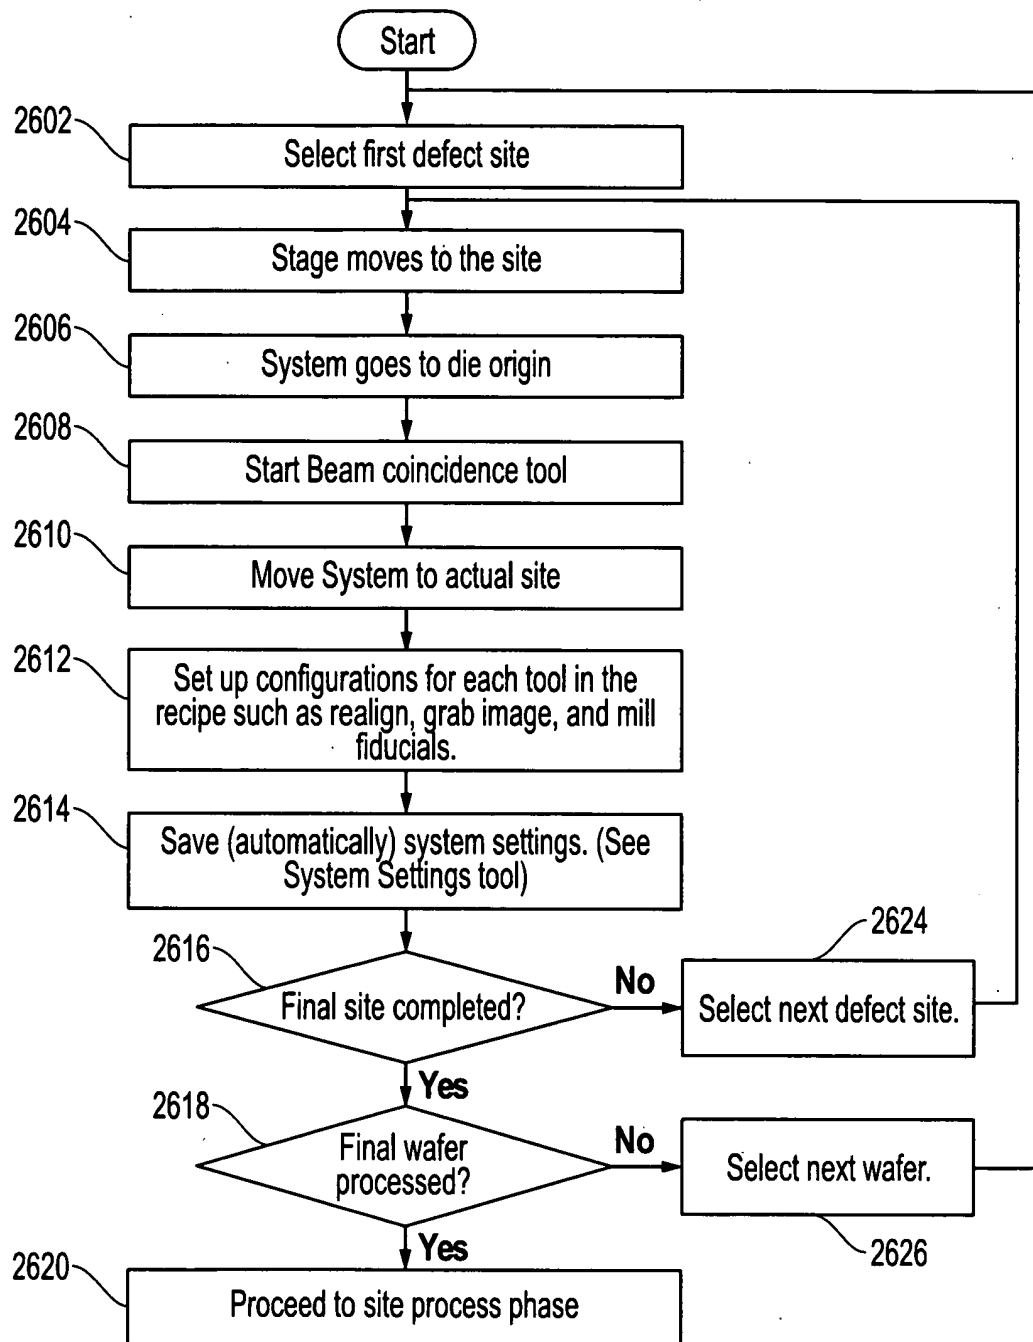 Start
2602
Select first defect site
2604
Stage moves to the site
2606
System goes to die origin
2608
Start Beam coincidence tool
2610
Move System to actual site
2612
Set up configurations for each tool in the
recipe such as realign, grab image, and mill
fiducials.
2614
Save (automatically) system settings. (See
System Settings tool)
2616
Final site completed?
No
2624
Select next defect site.
Yes
2618
Final wafer
processed?
No
Select next wafer.
2626
Yes
2620
Proceed to site process phase